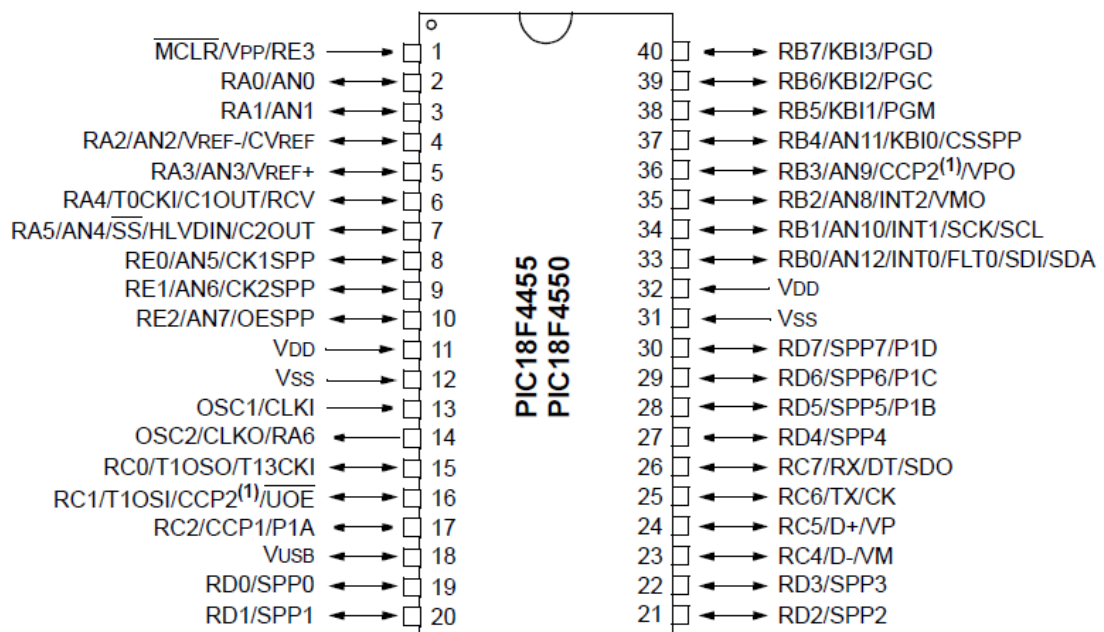 MCLR/VPP/RE3
1
RA0/AN0
2
RA1/AN1
3
RA2/AN2/VREF-/CVREF
4
RA3/AN3/VREF+
5
RA4/T0CKI/C1OUT/RCV
6
RA5/AN4/SS/HLVDIN/C2OUT
7
RE0/AN5/CK1SPP
8
RE1/AN6/CK2SPP
9
RE2/AN7/OESPP
10
VDD
11
VSS
12
OSC1/CLKI
13
OSC2/CLKO/RA6
14
RC0/T1OSO/T13CKI
15
RC1/T1OSI/CCP2(1)/UOE
16
RC2/CCP1/P1A
17
VUSB
18
RD0/SPP0
19
RD1/SPP1
20
PIC18F4455
PIC18F4550
40
RB7/KBI3/PGD
39
RB6/KBI2/PGC
38
RB5/KBI1/PGM
37
RB4/AN11/KBI0/CSSPP
36
RB3/AN9/CCP2(1)/VPO
35
RB2/AN8/INT2/VMO
34
RB1/AN10/INT1/SCK/SCL
33
RB0/AN12/INT0/FLT0/SDI/SDA
32
VDD
31
VSS
30
RD7/SPP7/P1D
29
RD6/SPP6/P1C
28
RD5/SPP5/P1B
27
RD4/SPP4
26
RC7/RX/DT/SDO
25
RC6/TX/CK
24
RC5/D+/VP
23
RC4/D-/VM
22
RD3/SPP3
21
RD2/SPP2